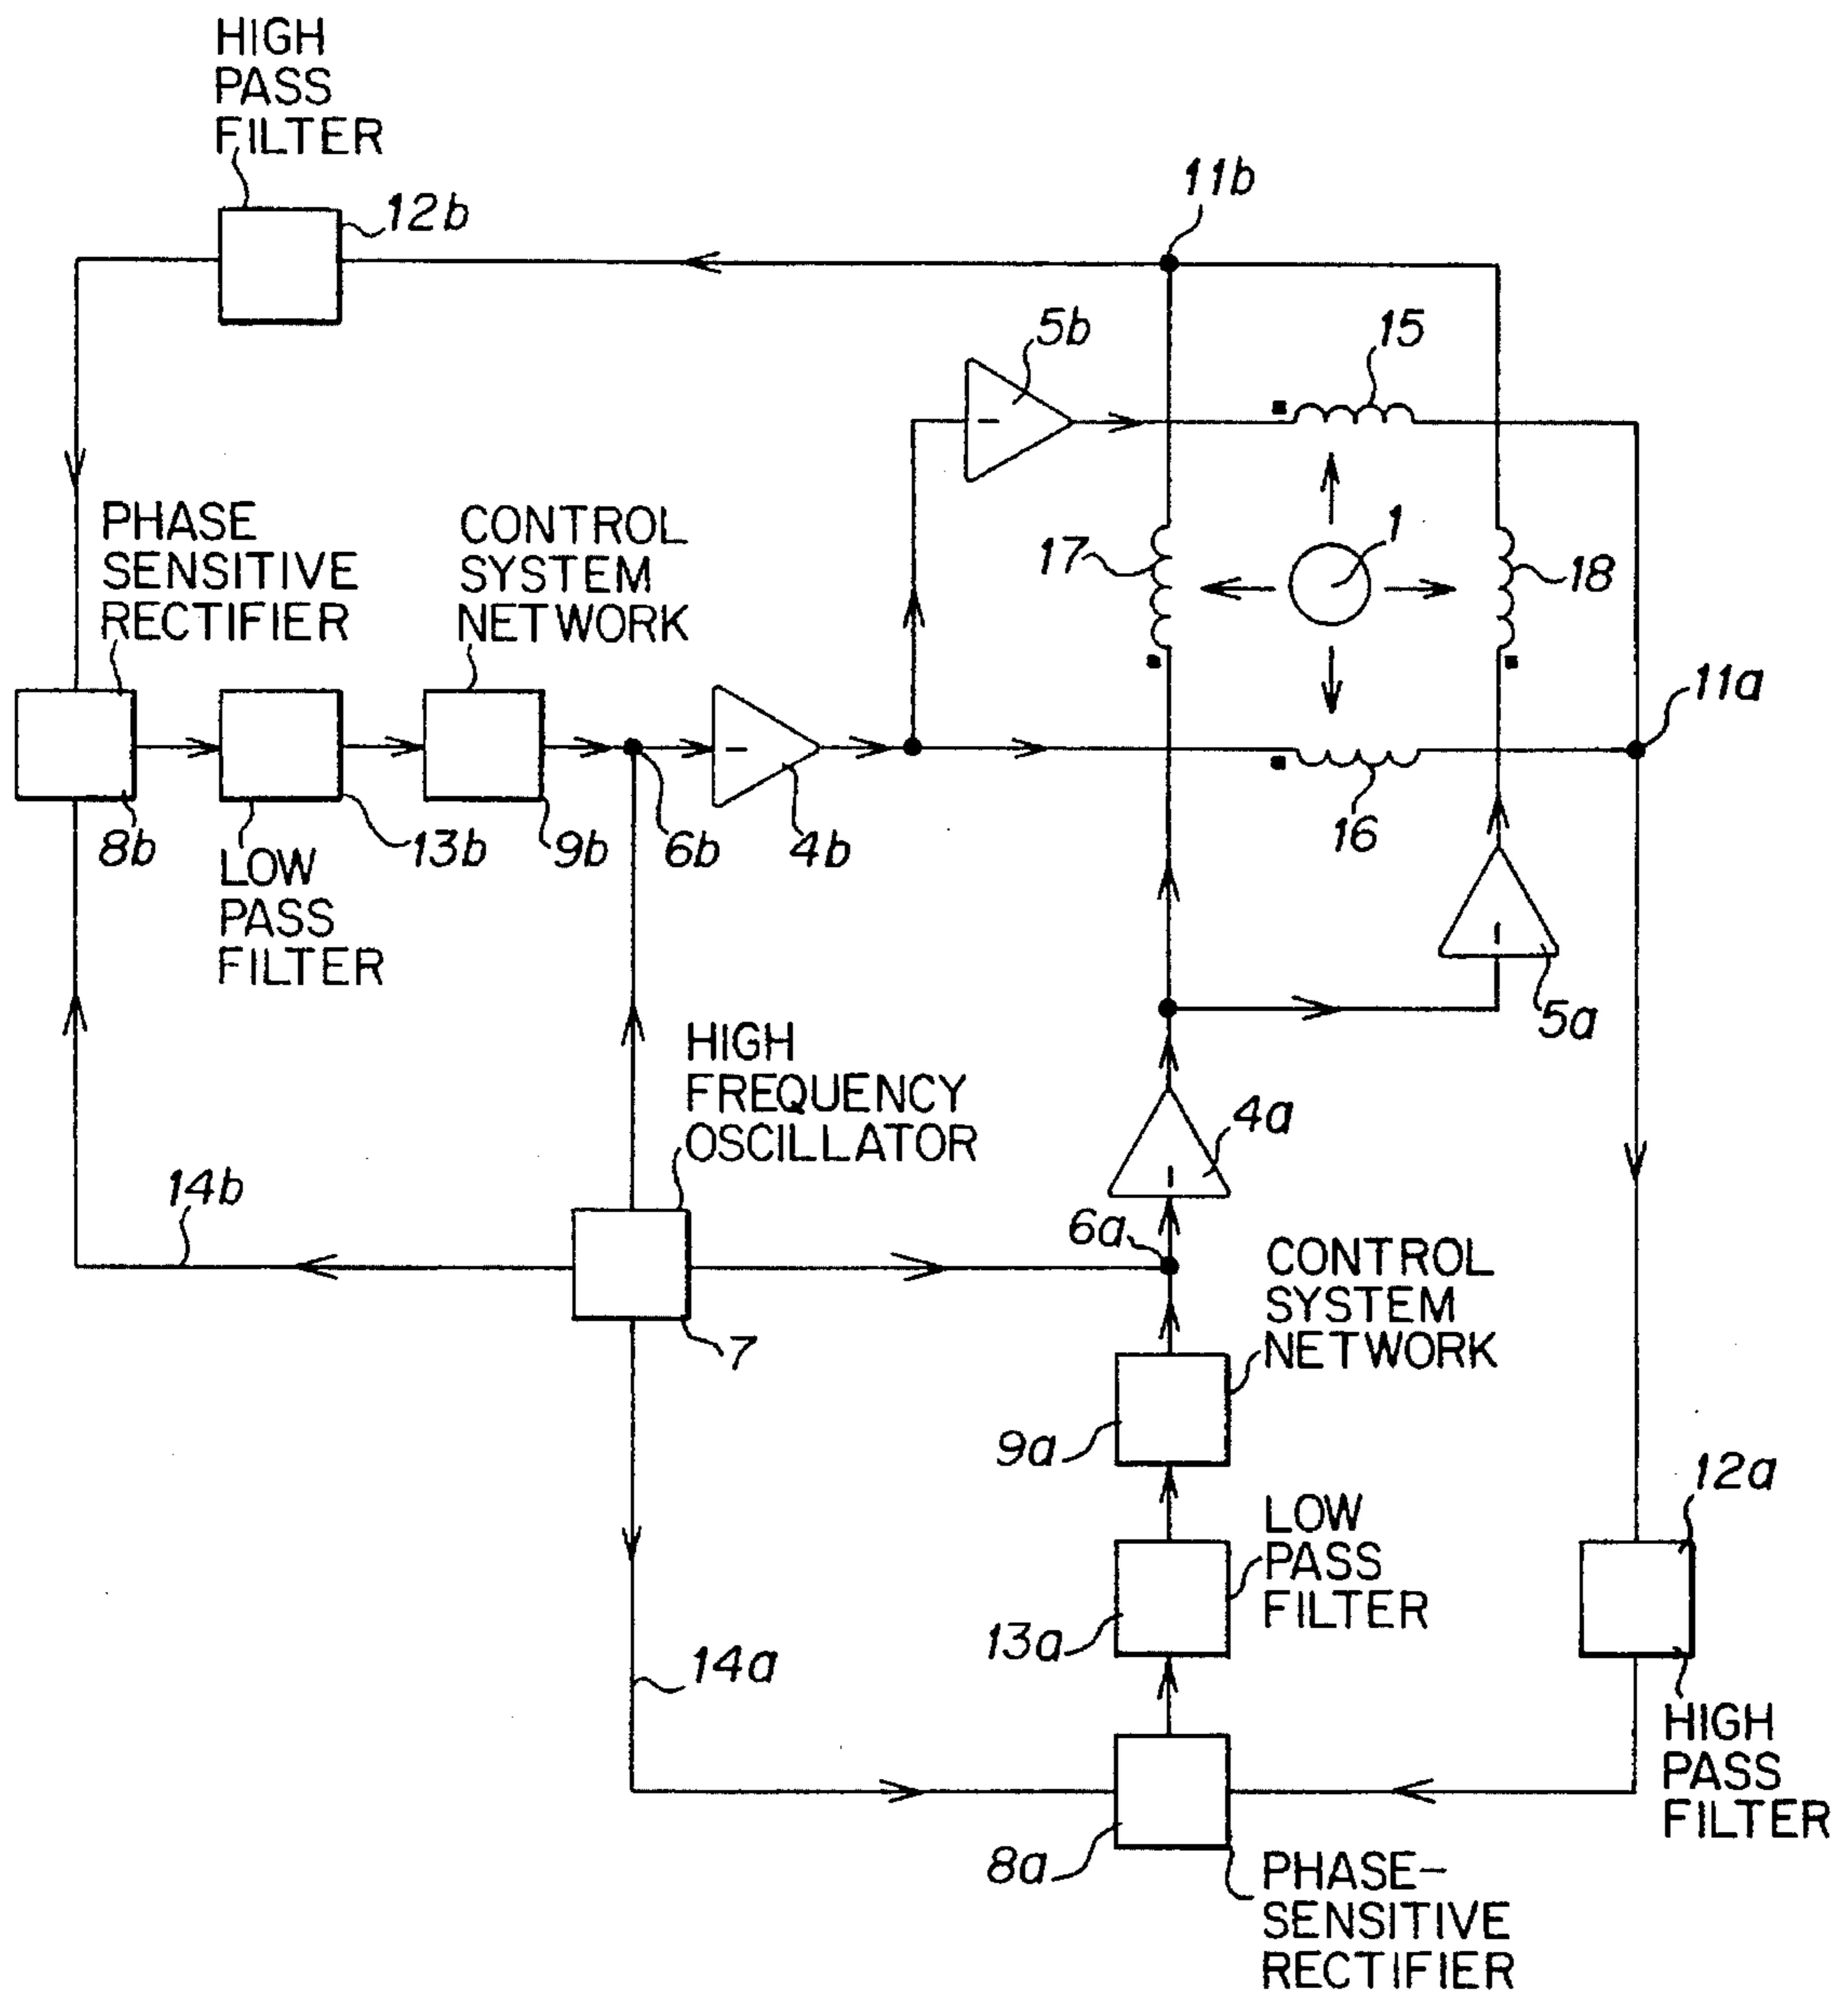 HIGH
PASS
FILTER
12b
11b
5b
15
PHASE
SENSITIVE
RECTIFIER
CONTROL
SYSTEM
NETWORK
17
1
18
11a
8b
LOW
PASS
FILTER
13b
9b
6b
4b
16
5a
HIGH
FREQUENCY
OSCILLATOR
4a
14b
6a
7
CONTROL
SYSTEM
NETWORK
9a
12a
LOW
PASS
FILTER
13a
14a
HIGH
PASS
FILTER
8a
PHASE-
SENSITIVE
RECTIFIER